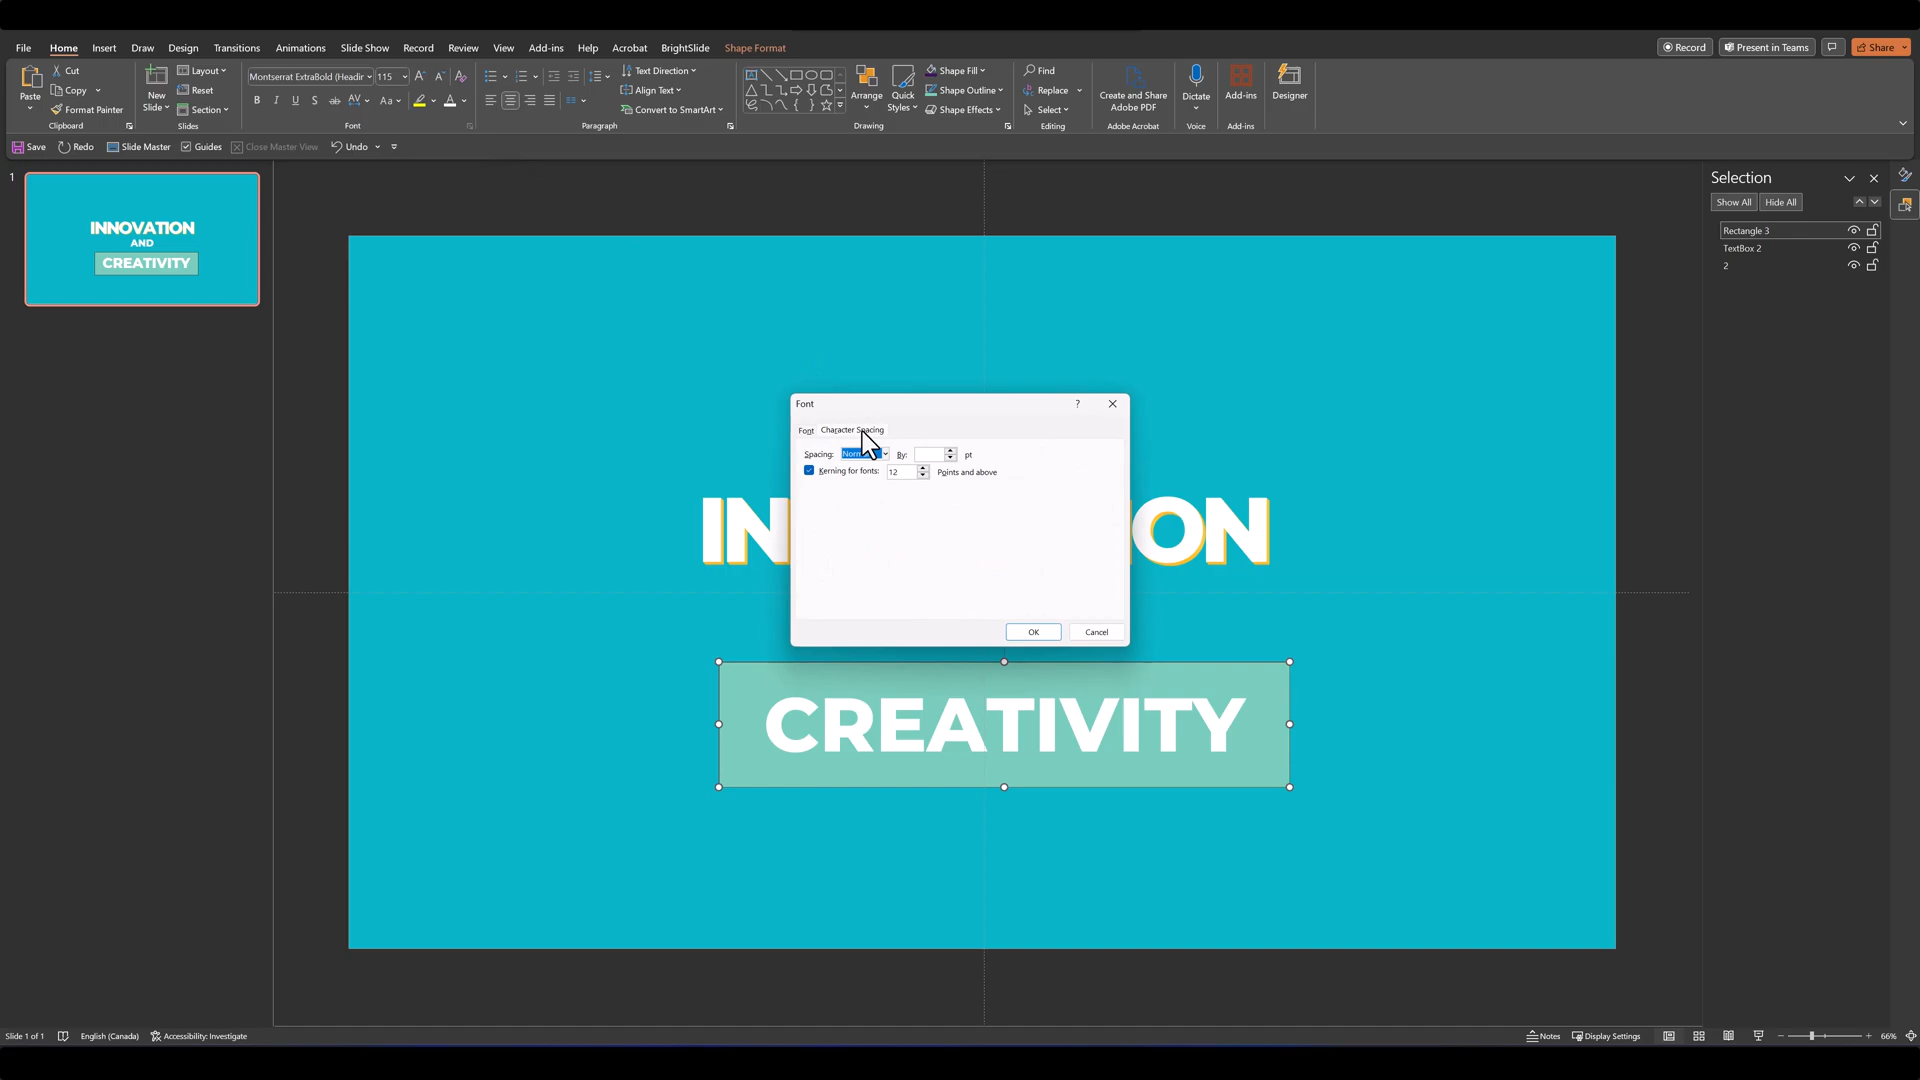 File Home Insert Draw Design Transitions Animations Slide Show Record Review View Add-ins Help Acrobat BrightSlide Shape Format
Record Present in Teams Share
Paste Cut Copy Format Painter Clipboard
New Slide Layout Reset Section Slides
Montserrat ExtraBold (Headir 115
B I U S ab AV Aa A Font
Text Direction
Align Text
Convert to SmartArt
Paragraph
Arrange Quick Styles Shape Fill Shape Outline Shape Effects Drawing
Find Replace Select Editing
Create and Share Adobe PDF Adobe Acrobat
Dictate Voice
Add-ins Add-ins
Designer
Save Redo Slide Master Guides Close Master View Undo
1
INNOVATION
AND
CREATIVITY
Font ?
Font Character Spacing
Spacing: By: pt
Kerning for fonts: 12 Points and above
OK Cancel
CREATIVITY
Selection
Show All Hide All
Rectangle 3
TextBox 2
2
Slide 1 of 1 English (Canada) Accessibility: Investigate
Notes Display Settings 66%